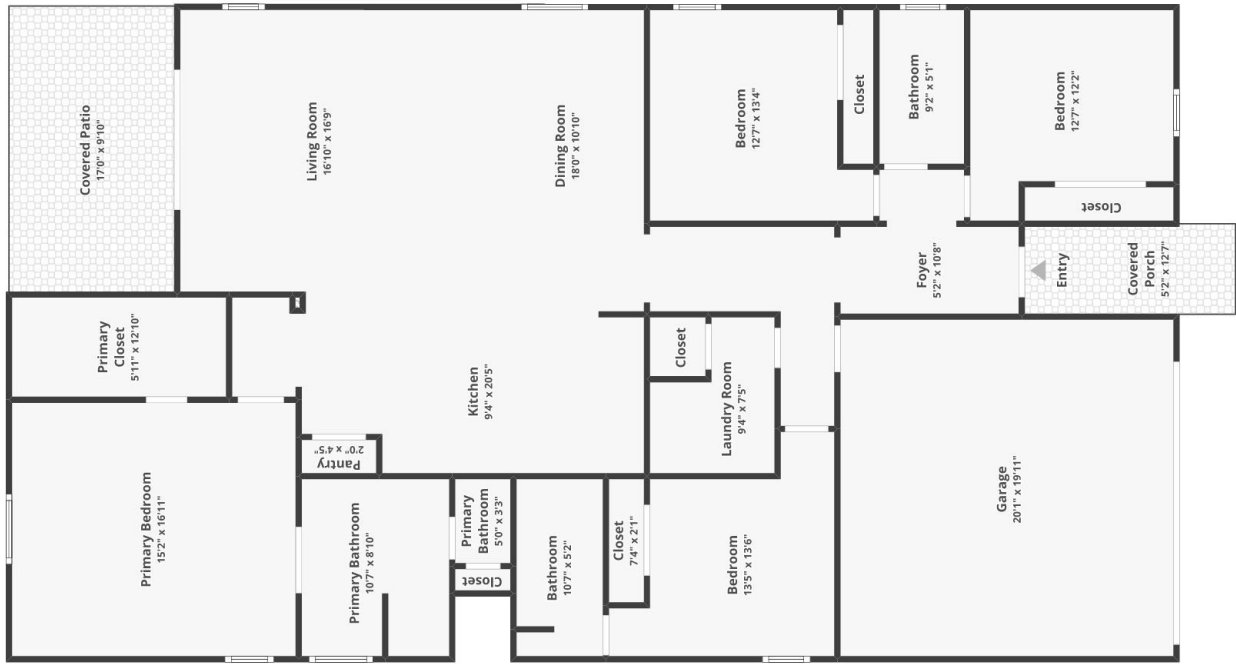 Covered Patio
17'0" x 9'10"
Living Room
16'10" x 16'9"
Dining Room
18'0" x 10'10"
Bedroom
12'7" x 13'4"
Closet
Bathroom
9'2" x 5'1"
Bedroom
12'7" x 12'2"
Closet
Foyer
5'2" x 10'8"
Entry
Covered
Porch
5'2" x 12'7"
Primary
Closet
5'11" x 12'10"
Kitchen
9'4" x 20'5"
Closet
Laundry Room
9'4" x 7'5"
Pantry
2'0" x 4'5"
Primary Bedroom
15'2" x 16'11"
Primary Bathroom
10'7" x 8'10"
Primary
Bathroom
5'0" x 3'3"
Closet
Bathroom
10'7" x 5'2"
Closet
7'4" x 2'1"
Bedroom
13'5" x 13'6"
Garage
20'1" x 19'11"